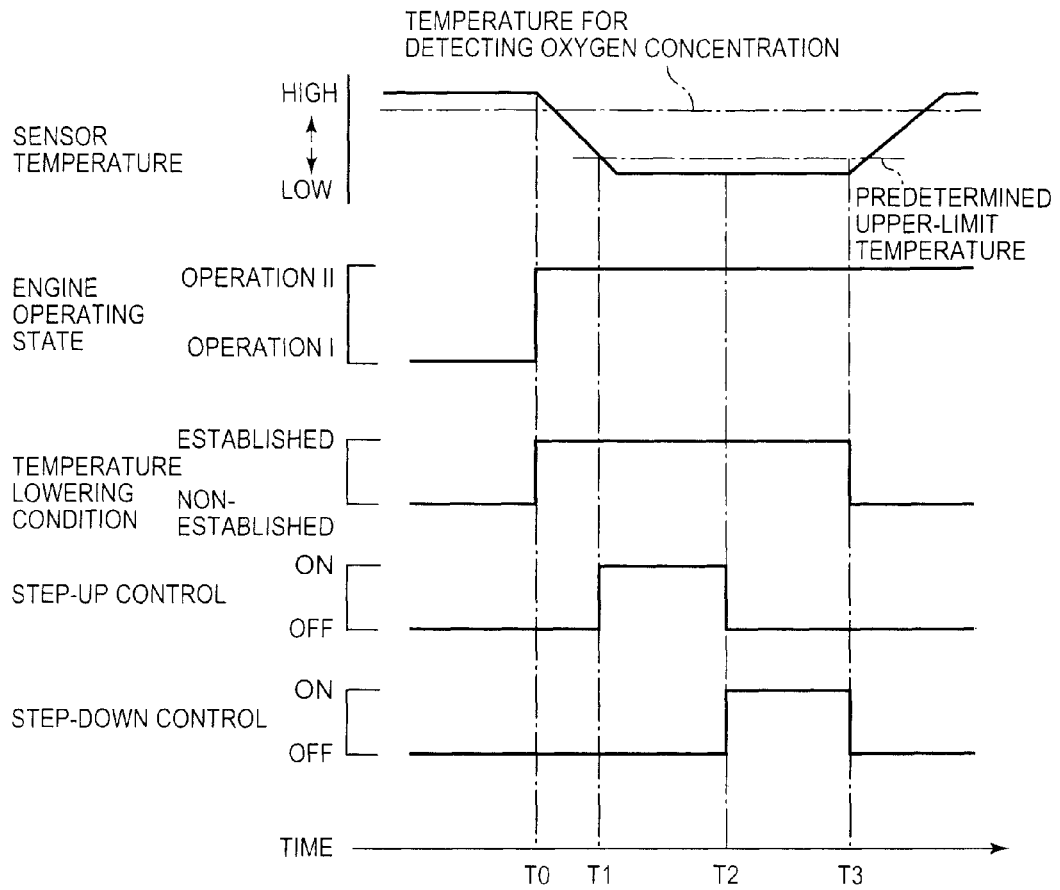 TEMPERATURE FOR
DETECTING OXYGEN CONCENTRATION
HIGH
SENSOR
TEMPERATURE
LOW
PREDETERMINED
UPPER-LIMIT
TEMPERATURE
ENGINE
OPERATING
STATE
OPERATION II
OPERATION I
TEMPERATURE
LOWERING
CONDITION
ESTABLISHED
NON-
ESTABLISHED
STEP-UP CONTROL
ON
OFF
STEP-DOWN CONTROL
ON
OFF
TIME
T0 T1 T2 T3